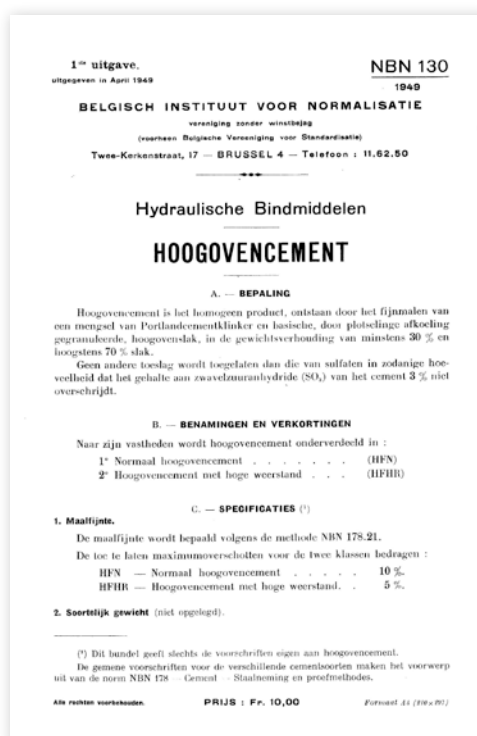 1ste uitgave.
uitgegeven in April 1949
NBN 130
1949
BELGISCH INSTITUUT VOOR NORMALISATIE
vereniging zonder winstbejag
(voorheen Belgische Vereeniging voor Standardisatie)
Twee-Kerkenstraat, 17 — BRUSSEL 4 — Telefoon : 11.62.50
Hydraulische Bindmiddelen
HOOGOVENCEMENT
A. — BEPALING
Hoogovencement is het homogeen product, ontstaan door het fijnmalen van
een mengsel van Portlandcementklinker en basische, door plotselinge afkoeling
gegranuleerde, hoogovenslak, in de gewichtsverhouding van minstens 30 % en
hoogstens 70 % slak.
Geen andere toeslag wordt toegelaten dan die van sulfaten in zodanige hoe-
veelheid dat het gehalte aan zwavelzuuranhydride (SO₃) van het cement 3 % niet
overschrijdt.
B. — BENAMINGEN EN VERKORTINGEN
Naar zijn vastheden wordt hoogovencement onderverdeeld in :
1° Normaal hoogovencement . . . . . . . (HFN)
2° Hoogovencement met hoge weerstand . . . (HFHR)
C. — SPECIFICATIES (¹)
1. Maalfijnte.
De maalfijnte wordt bepaald volgens de methode NBN 178.21.
De toe te laten maximumoverschotten voor de twee klassen bedragen :
HFN — Normaal hoogovencement . . . . . 10 %.
HFHR — Hoogovencement met hoge weerstand. . 5 %.
2. Soortelijk gewicht (niet opgelegd).
(¹) Dit bundel geeft slechts de voorschriften eigen aan hoogovencement.
De gemene voorschriften voor de verschillende cementsoorten maken het voorwerp
uit van de norm NBN 178 — Cement — Staalneming en proefmethodes.
Alle rechten voorbehouden.
PRIJS : Fr. 10,00
Formaat A4 (210 x 297)